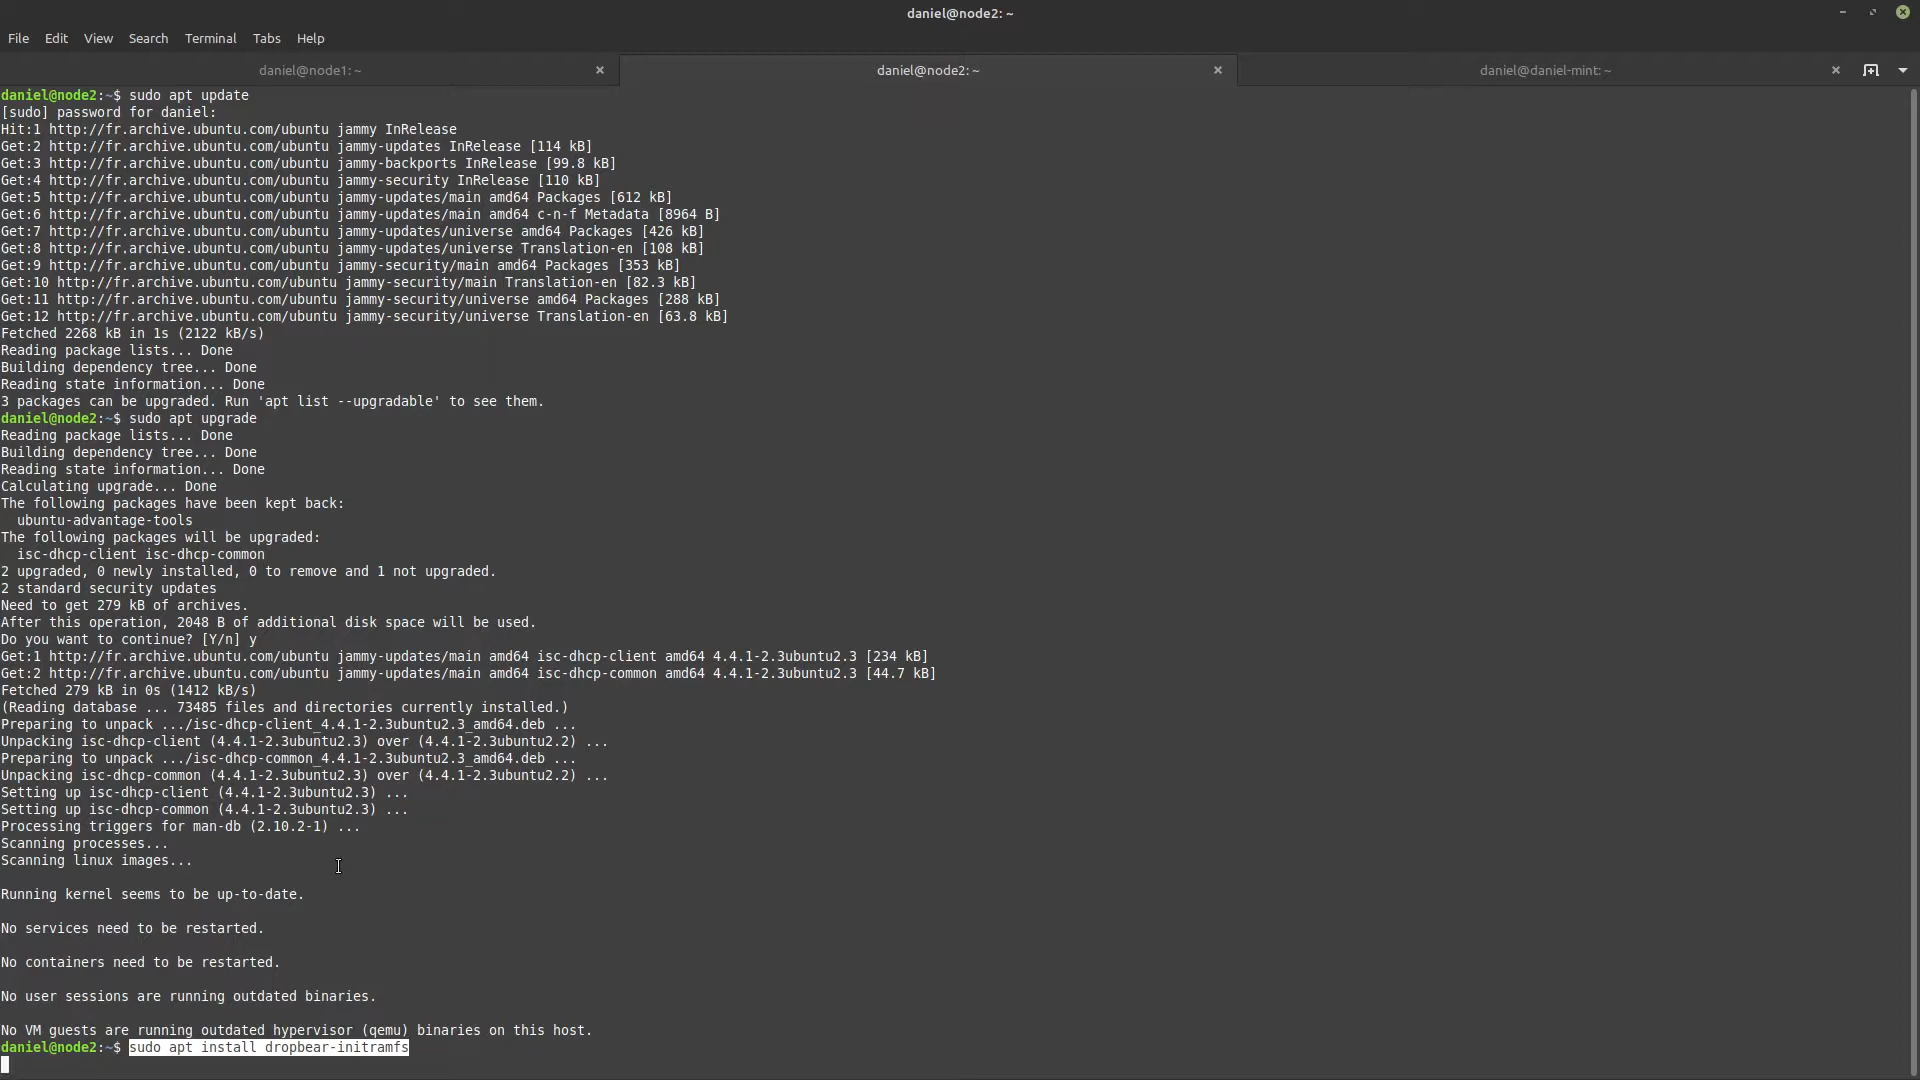 daniel@node2: ~
File Edit View Search Terminal Tabs Help
daniel@node1: ~ daniel@node2: ~ daniel@daniel-mint: ~
daniel@node2:~$ sudo apt update
[sudo] password for daniel:
Hit:1 http://fr.archive.ubuntu.com/ubuntu jammy InRelease
Get:2 http://fr.archive.ubuntu.com/ubuntu jammy-updates InRelease [114 kB]
Get:3 http://fr.archive.ubuntu.com/ubuntu jammy-backports InRelease [99.8 kB]
Get:4 http://fr.archive.ubuntu.com/ubuntu jammy-security InRelease [110 kB]
Get:5 http://fr.archive.ubuntu.com/ubuntu jammy-updates/main amd64 Packages [612 kB]
Get:6 http://fr.archive.ubuntu.com/ubuntu jammy-updates/main amd64 c-n-f Metadata [8964 B]
Get:7 http://fr.archive.ubuntu.com/ubuntu jammy-updates/universe amd64 Packages [426 kB]
Get:8 http://fr.archive.ubuntu.com/ubuntu jammy-updates/universe Translation-en [108 kB]
Get:9 http://fr.archive.ubuntu.com/ubuntu jammy-security/main amd64 Packages [353 kB]
Get:10 http://fr.archive.ubuntu.com/ubuntu jammy-security/main Translation-en [82.3 kB]
Get:11 http://fr.archive.ubuntu.com/ubuntu jammy-security/universe amd64 Packages [288 kB]
Get:12 http://fr.archive.ubuntu.com/ubuntu jammy-security/universe Translation-en [63.8 kB]
Fetched 2268 kB in 1s (2122 kB/s)
Reading package lists... Done
Building dependency tree... Done
Reading state information... Done
3 packages can be upgraded. Run 'apt list --upgradable' to see them.
daniel@node2:~$ sudo apt upgrade
Reading package lists... Done
Building dependency tree... Done
Reading state information... Done
Calculating upgrade... Done
The following packages have been kept back:
  ubuntu-advantage-tools
The following packages will be upgraded:
  isc-dhcp-client isc-dhcp-common
2 upgraded, 0 newly installed, 0 to remove and 1 not upgraded.
2 standard security updates
Need to get 279 kB of archives.
After this operation, 2048 B of additional disk space will be used.
Do you want to continue? [Y/n] y
Get:1 http://fr.archive.ubuntu.com/ubuntu jammy-updates/main amd64 isc-dhcp-client amd64 4.4.1-2.3ubuntu2.3 [234 kB]
Get:2 http://fr.archive.ubuntu.com/ubuntu jammy-updates/main amd64 isc-dhcp-common amd64 4.4.1-2.3ubuntu2.3 [44.7 kB]
Fetched 279 kB in 0s (1412 kB/s)
(Reading database ... 73485 files and directories currently installed.)
Preparing to unpack .../isc-dhcp-client_4.4.1-2.3ubuntu2.3_amd64.deb ...
Unpacking isc-dhcp-client (4.4.1-2.3ubuntu2.3) over (4.4.1-2.3ubuntu2.2) ...
Preparing to unpack .../isc-dhcp-common_4.4.1-2.3ubuntu2.3_amd64.deb ...
Unpacking isc-dhcp-common (4.4.1-2.3ubuntu2.3) over (4.4.1-2.3ubuntu2.2) ...
Setting up isc-dhcp-client (4.4.1-2.3ubuntu2.3) ...
Setting up isc-dhcp-common (4.4.1-2.3ubuntu2.3) ...
Processing triggers for man-db (2.10.2-1) ...
Scanning processes...
Scanning linux images...
Running kernel seems to be up-to-date.
No services need to be restarted.
No containers need to be restarted.
No user sessions are running outdated binaries.
No VM guests are running outdated hypervisor (qemu) binaries on this host.
daniel@node2:~$ sudo apt install dropbear-initramfs